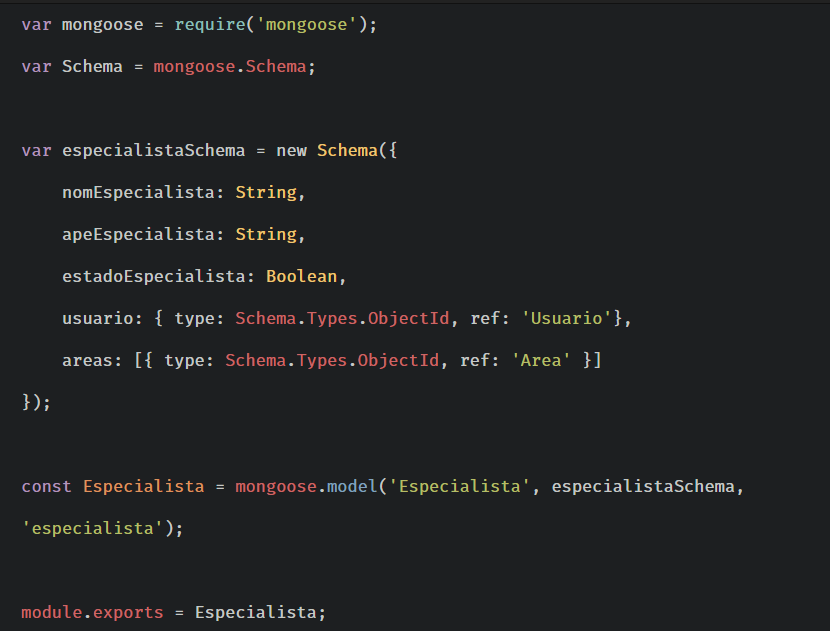 var mongoose = require('mongoose');
var Schema = mongoose.Schema;
var especialistaSchema = new Schema({
nomEspecialista: String,
apeEspecialista: String,
estadoEspecialista: Boolean,
usuario: { type: Schema.Types.ObjectId, ref: 'Usuario'},
areas: [{ type: Schema.Types.ObjectId, ref: 'Area' }]
});
const Especialista = mongoose.model('Especialista', especialistaSchema,
'especialista');
module.exports = Especialista;